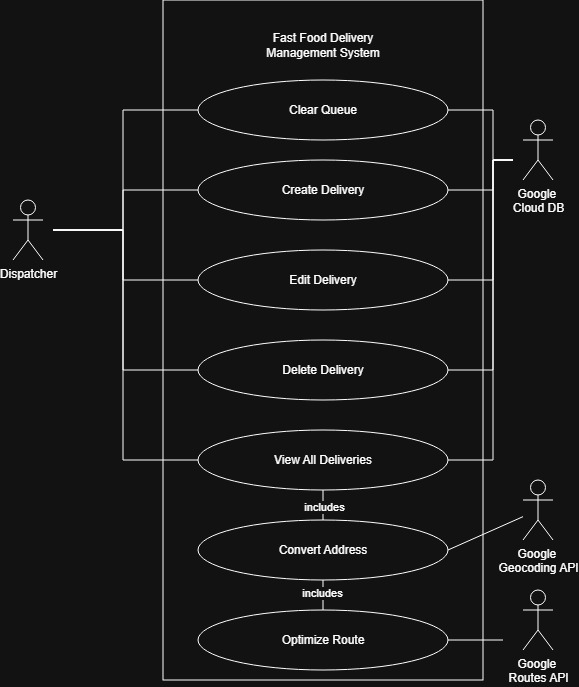 Fast Food Delivery
Management System
Clear Queue
Google
Cloud DB
Create Delivery
Dispatcher
Edit Delivery
Delete Delivery
View All Deliveries
includes
Convert Address
Google
Geocoding API
includes
Optimize Route
Google
Routes API